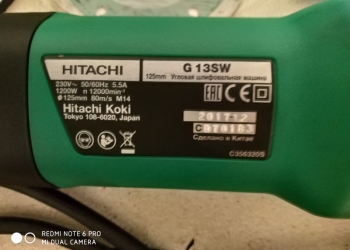 HITACHI
G 13SW
125mm Угловая шлифовальная машина
230V~ 50/60Hz 5.5A
1200W n 12000min⁻¹
ø125mm 80m/s M14
Hitachi Koki
Tokyo 108-6020, Japan
EAC
201712
Сделано в Китае
REDMI NOTE 6 PRO
MI DUAL CAMERA